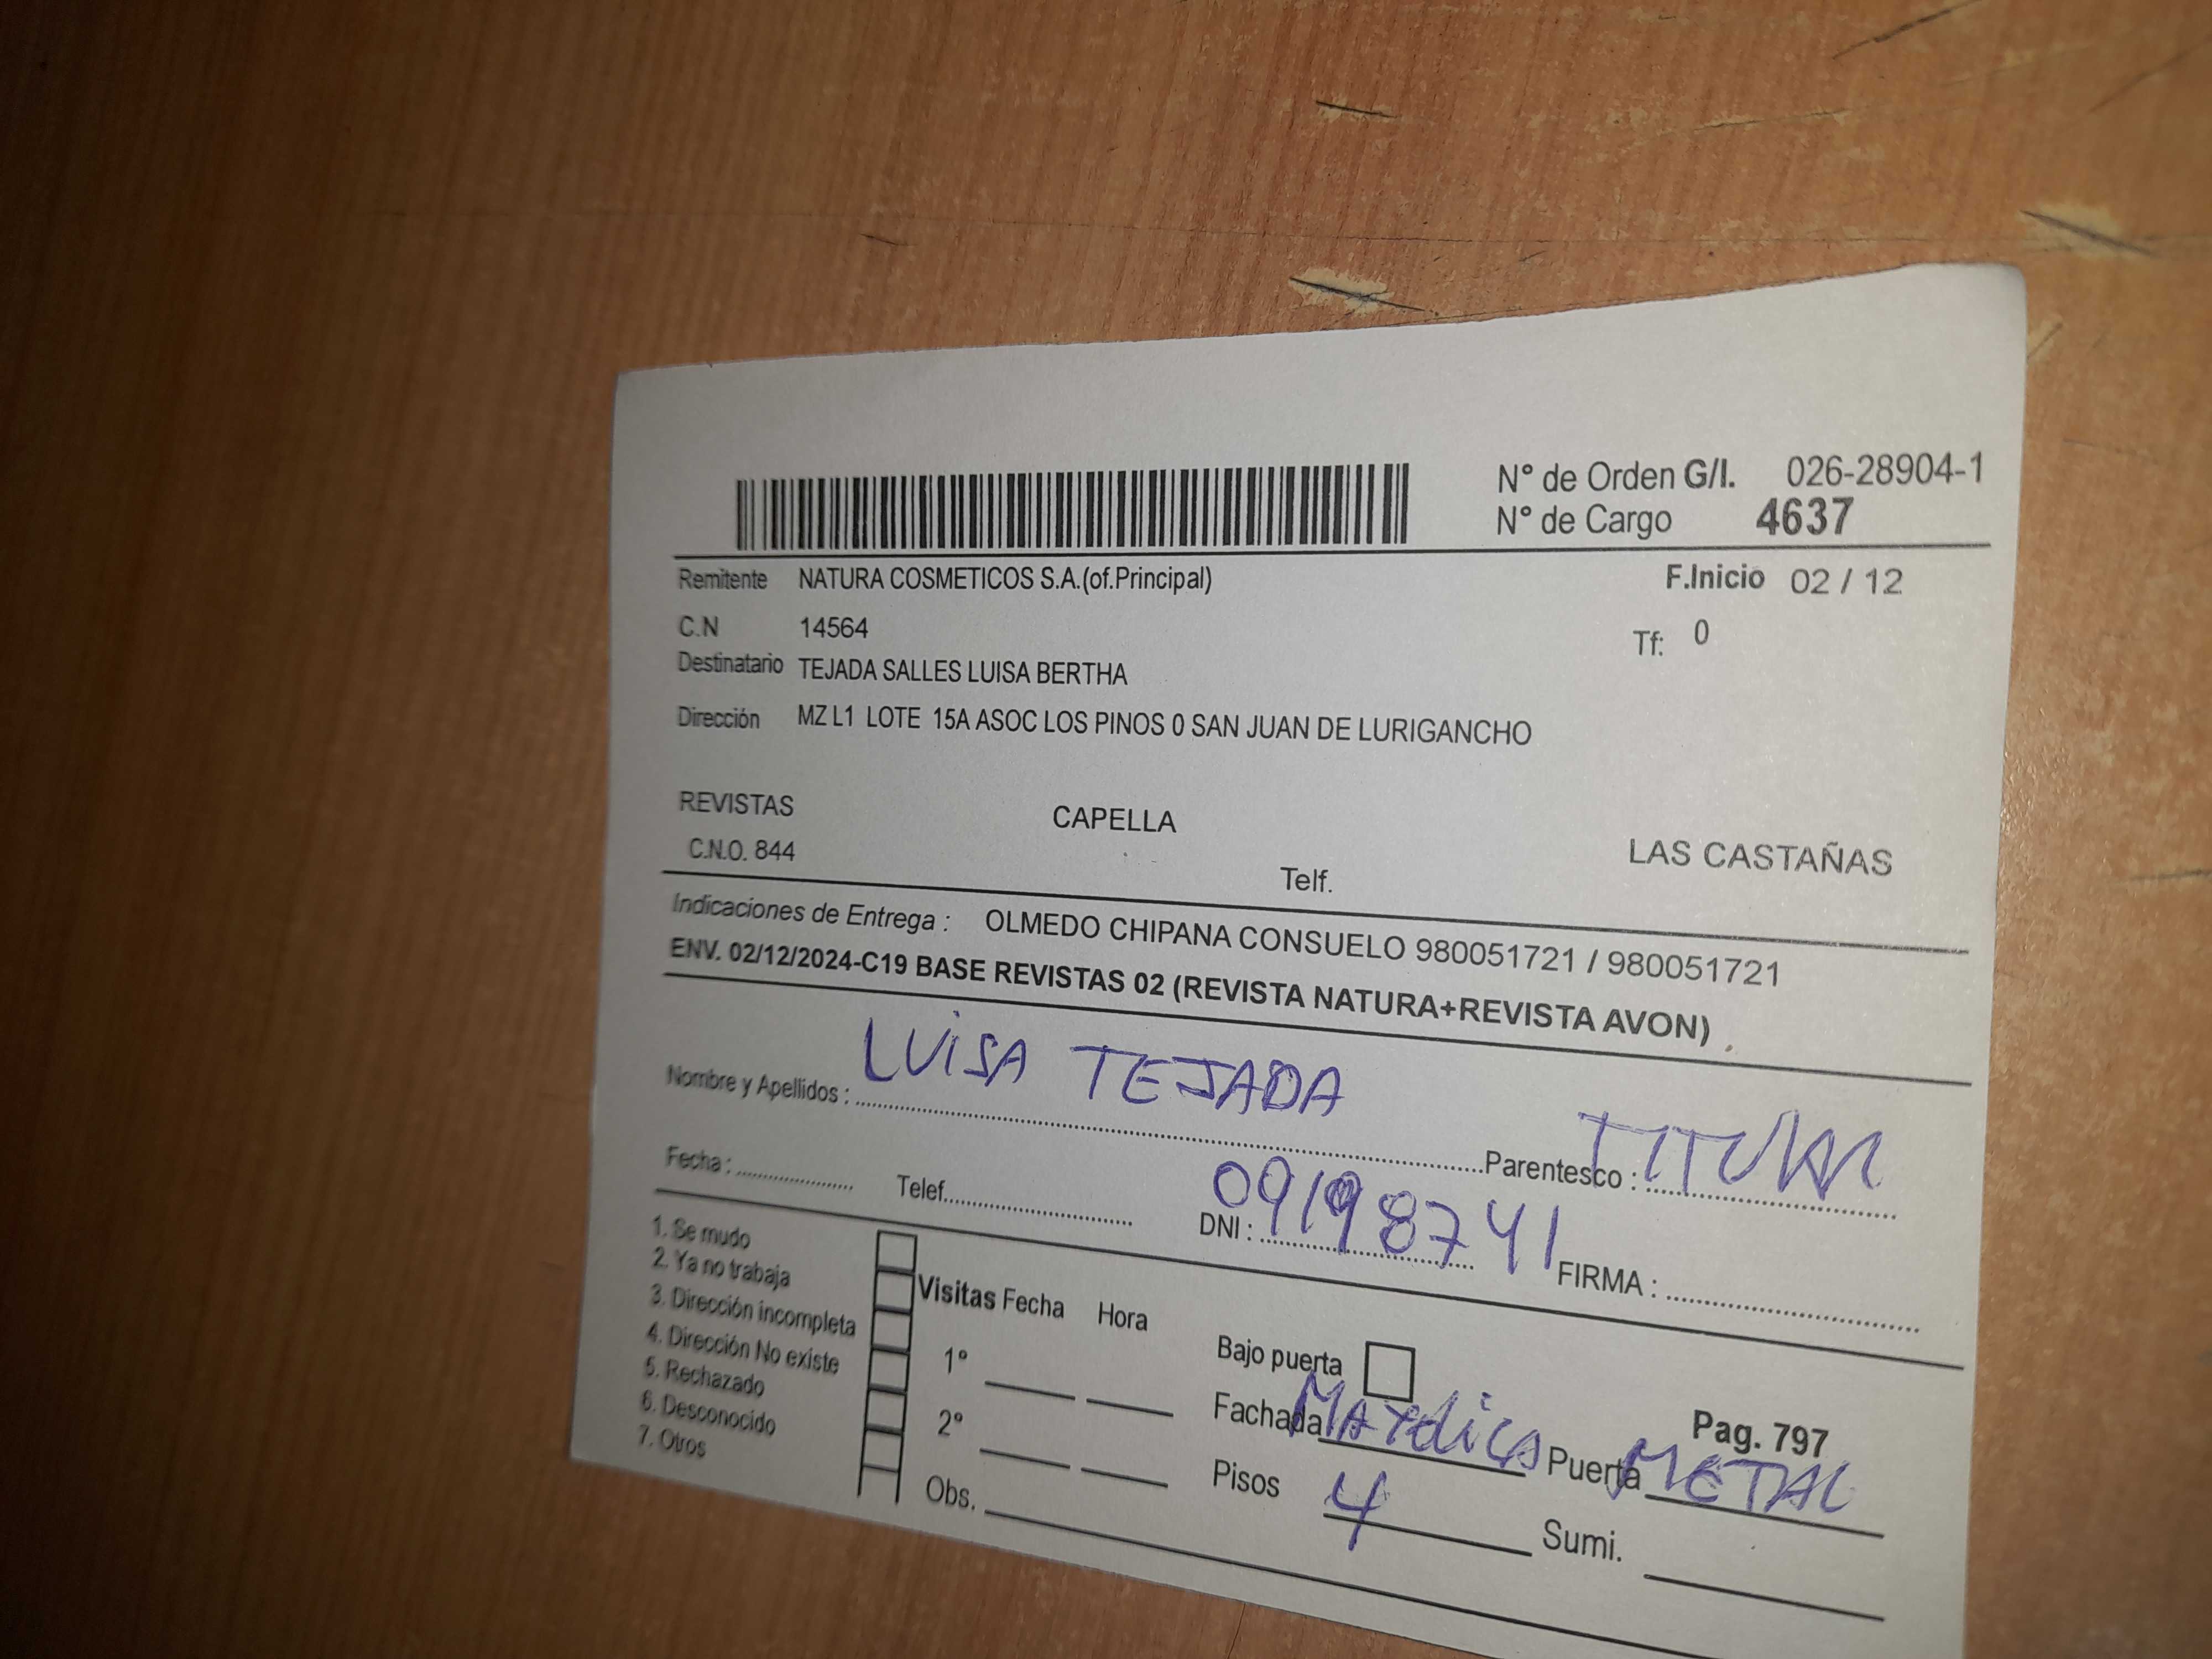 N° de Orden G/I. 026-28904-1
N° de Cargo 4637
Remitente NATURA COSMETICOS S.A.(of.Principal) F.Inicio 02 / 12
C.N 14564 Tf: 0
Destinatario TEJADA SALLES LUISA BERTHA
Dirección MZ L1 LOTE 15A ASOC LOS PINOS 0 SAN JUAN DE LURIGANCHO
REVISTAS CAPELLA LAS CASTAÑAS
C.N.O. 844 Telf.
Indicaciones de Entrega : OLMEDO CHIPANA CONSUELO 980051721 / 980051721
ENV. 02/12/2024-C19 BASE REVISTAS 02 (REVISTA NATURA+REVISTA AVON)
Nombre y Apellidos : LUISA TEJADA Parentesco : TITULAR
Fecha : Telef. DNI : 09198741 FIRMA :
1. Se mudo
2. Ya no trabaja
3. Dirección incompleta
4. Dirección No existe
5. Rechazado
6. Desconocido
7. Otros
Visitas Fecha Hora
1°
2°
Obs.
Bajo puerta
Pag. 797
Fachada Puerta METAL
Pisos 4 Sumi.